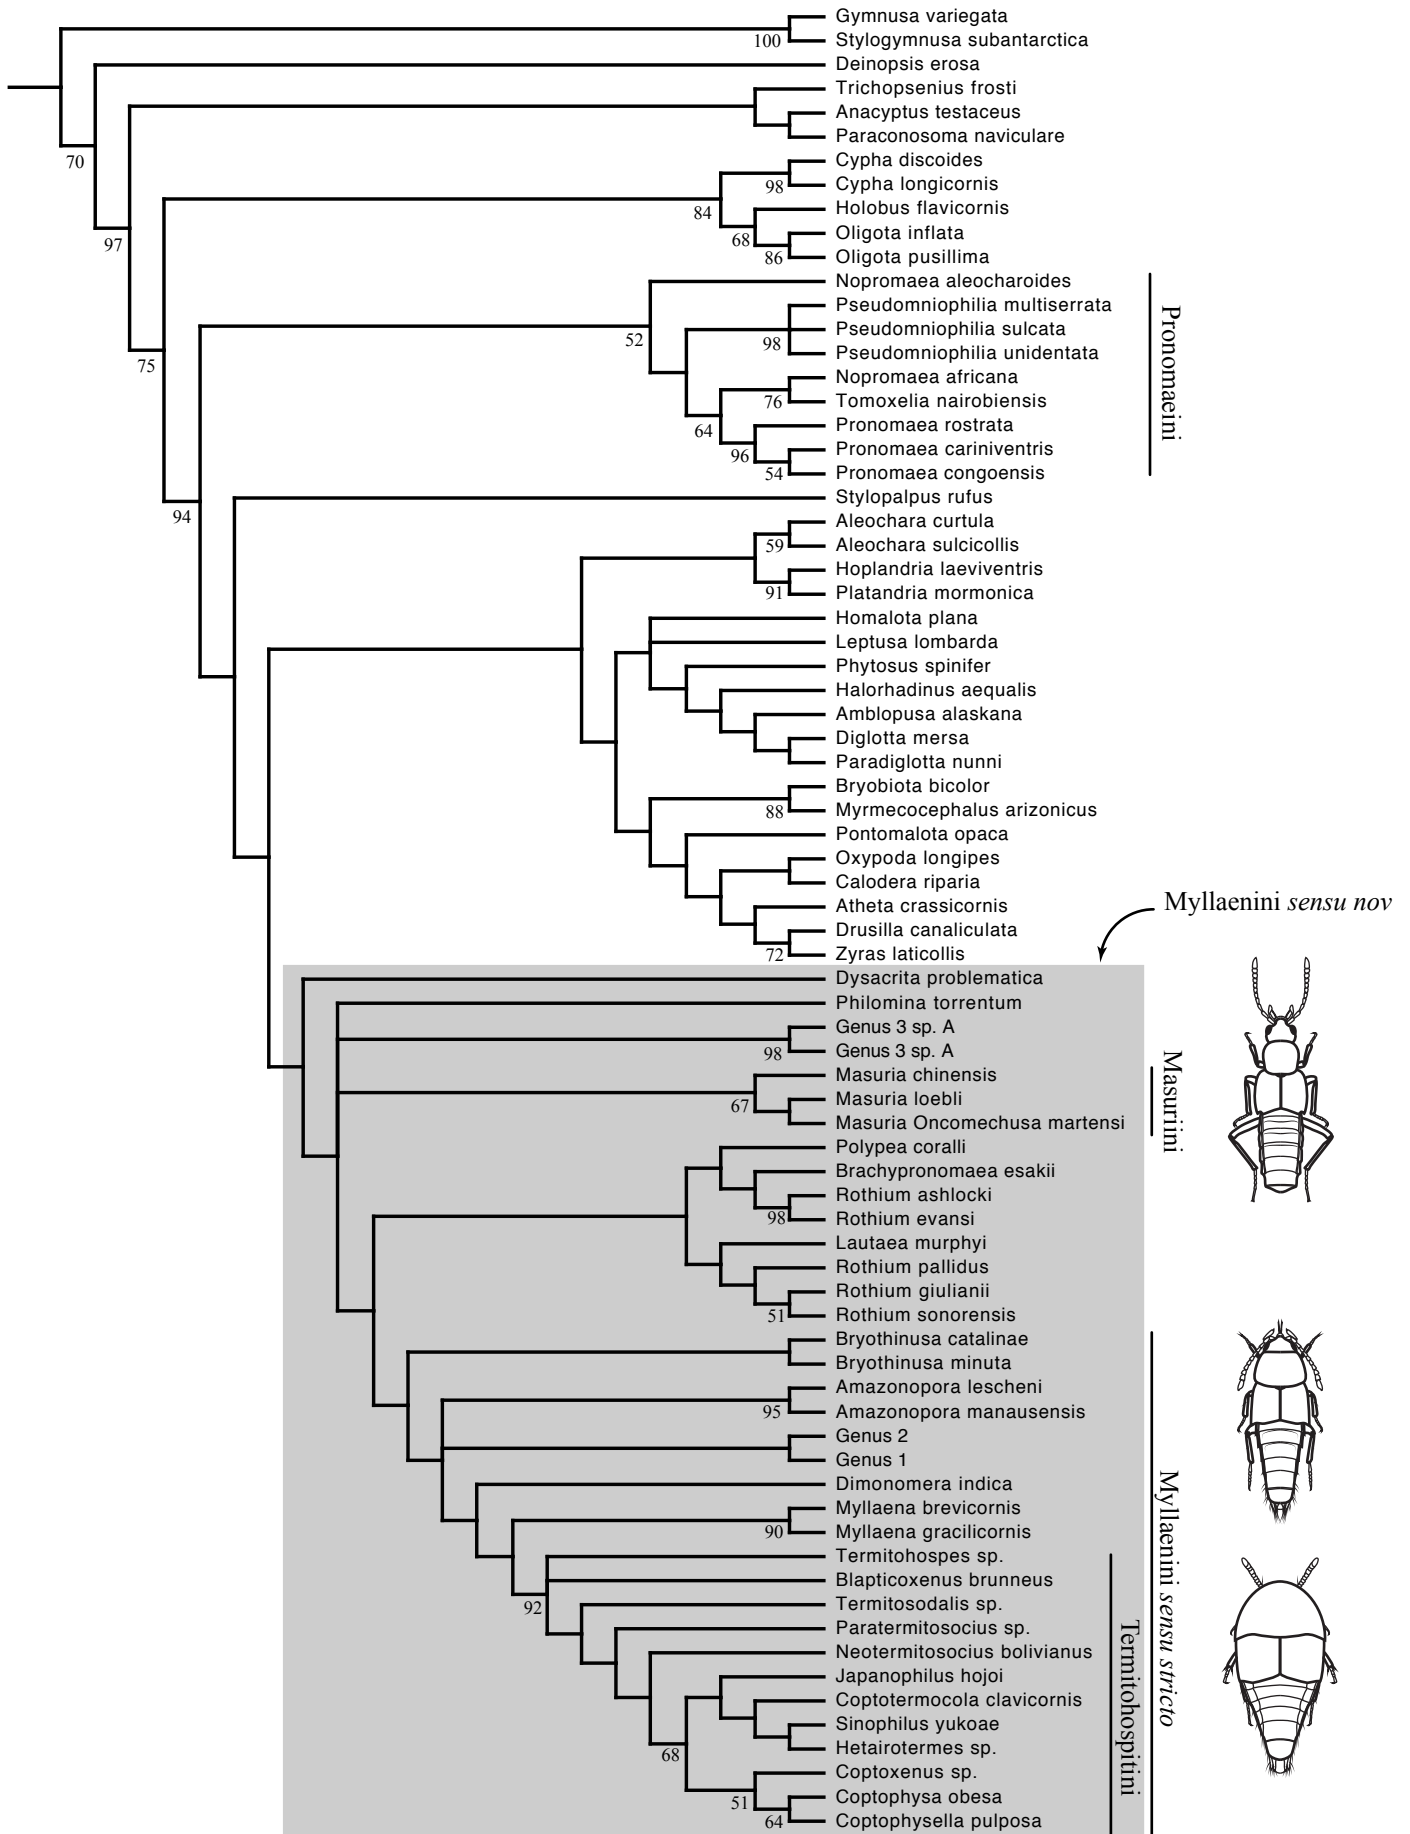 Gymnusa variegata
100
Stylogymnusa subantarctica
Deinopsis erosa
Trichopsenius frosti
Anacyptus testaceus
Paraconosoma naviculare
70
Cypha discoides
98
Cypha longicornis
84
Holobus flavicornis
68
Oligota inflata
97
86
Oligota pusillima
Nopromaea aleocharoides
Pseudomniophilia multiserrata
Pseudomniophilia sulcata
52
98
Pseudomniophilia unidentata
75
Nopromaea africana
76
Tomoxelia nairobiensis
64
Pronomaea rostrata
96
Pronomaea cariniventris
54
Pronomaea congoensis
Pronomaeini
Stylopalpus rufus
94
Aleochara curtula
59
Aleochara sulcicollis
Hoplandria laeviventris
91
Platandria mormonica
Homalota plana
Leptusa lombarda
Phytosus spinifer
Halorhadinus aequalis
Amblopusa alaskana
Diglotta mersa
Paradiglotta nunni
Bryobiota bicolor
88
Myrmecocephalus arizonicus
Pontomalota opaca
Oxypoda longipes
Calodera riparia
Atheta crassicornis
Drusilla canaliculata
72
Zyras laticollis
Myllaenini sensu nov
Dysacrita problematica
Philomina torrentum
Genus 3 sp. A
98
Genus 3 sp. A
Masuria chinensis
67
Masuria loebli
Masuria Oncomechusa martensi
Masuriini
Polypea coralli
Brachypronomaea esakii
Rothium ashlocki
98
Rothium evansi
Lautaea murphyi
Rothium pallidus
Rothium giulianii
51
Rothium sonorensis
Bryothinusa catalinae
Bryothinusa minuta
Amazonopora lescheni
95
Amazonopora manausensis
Genus 2
Genus 1
Dimonomera indica
Myllaena brevicornis
90
Myllaena gracilicornis
Termitohospes sp.
Blapticoxenus brunneus
92
Termitosodalis sp.
Paratermitosocius sp.
Neotermitosocius bolivianus
Japanophilus hojoi
Coptotermocola clavicornis
Sinophilus yukoae
68
Hetairotermes sp.
Coptoxenus sp.
51
Coptophysa obesa
64
Coptophysella pulposa
Termitohospitini
Myllaenini sensu stricto